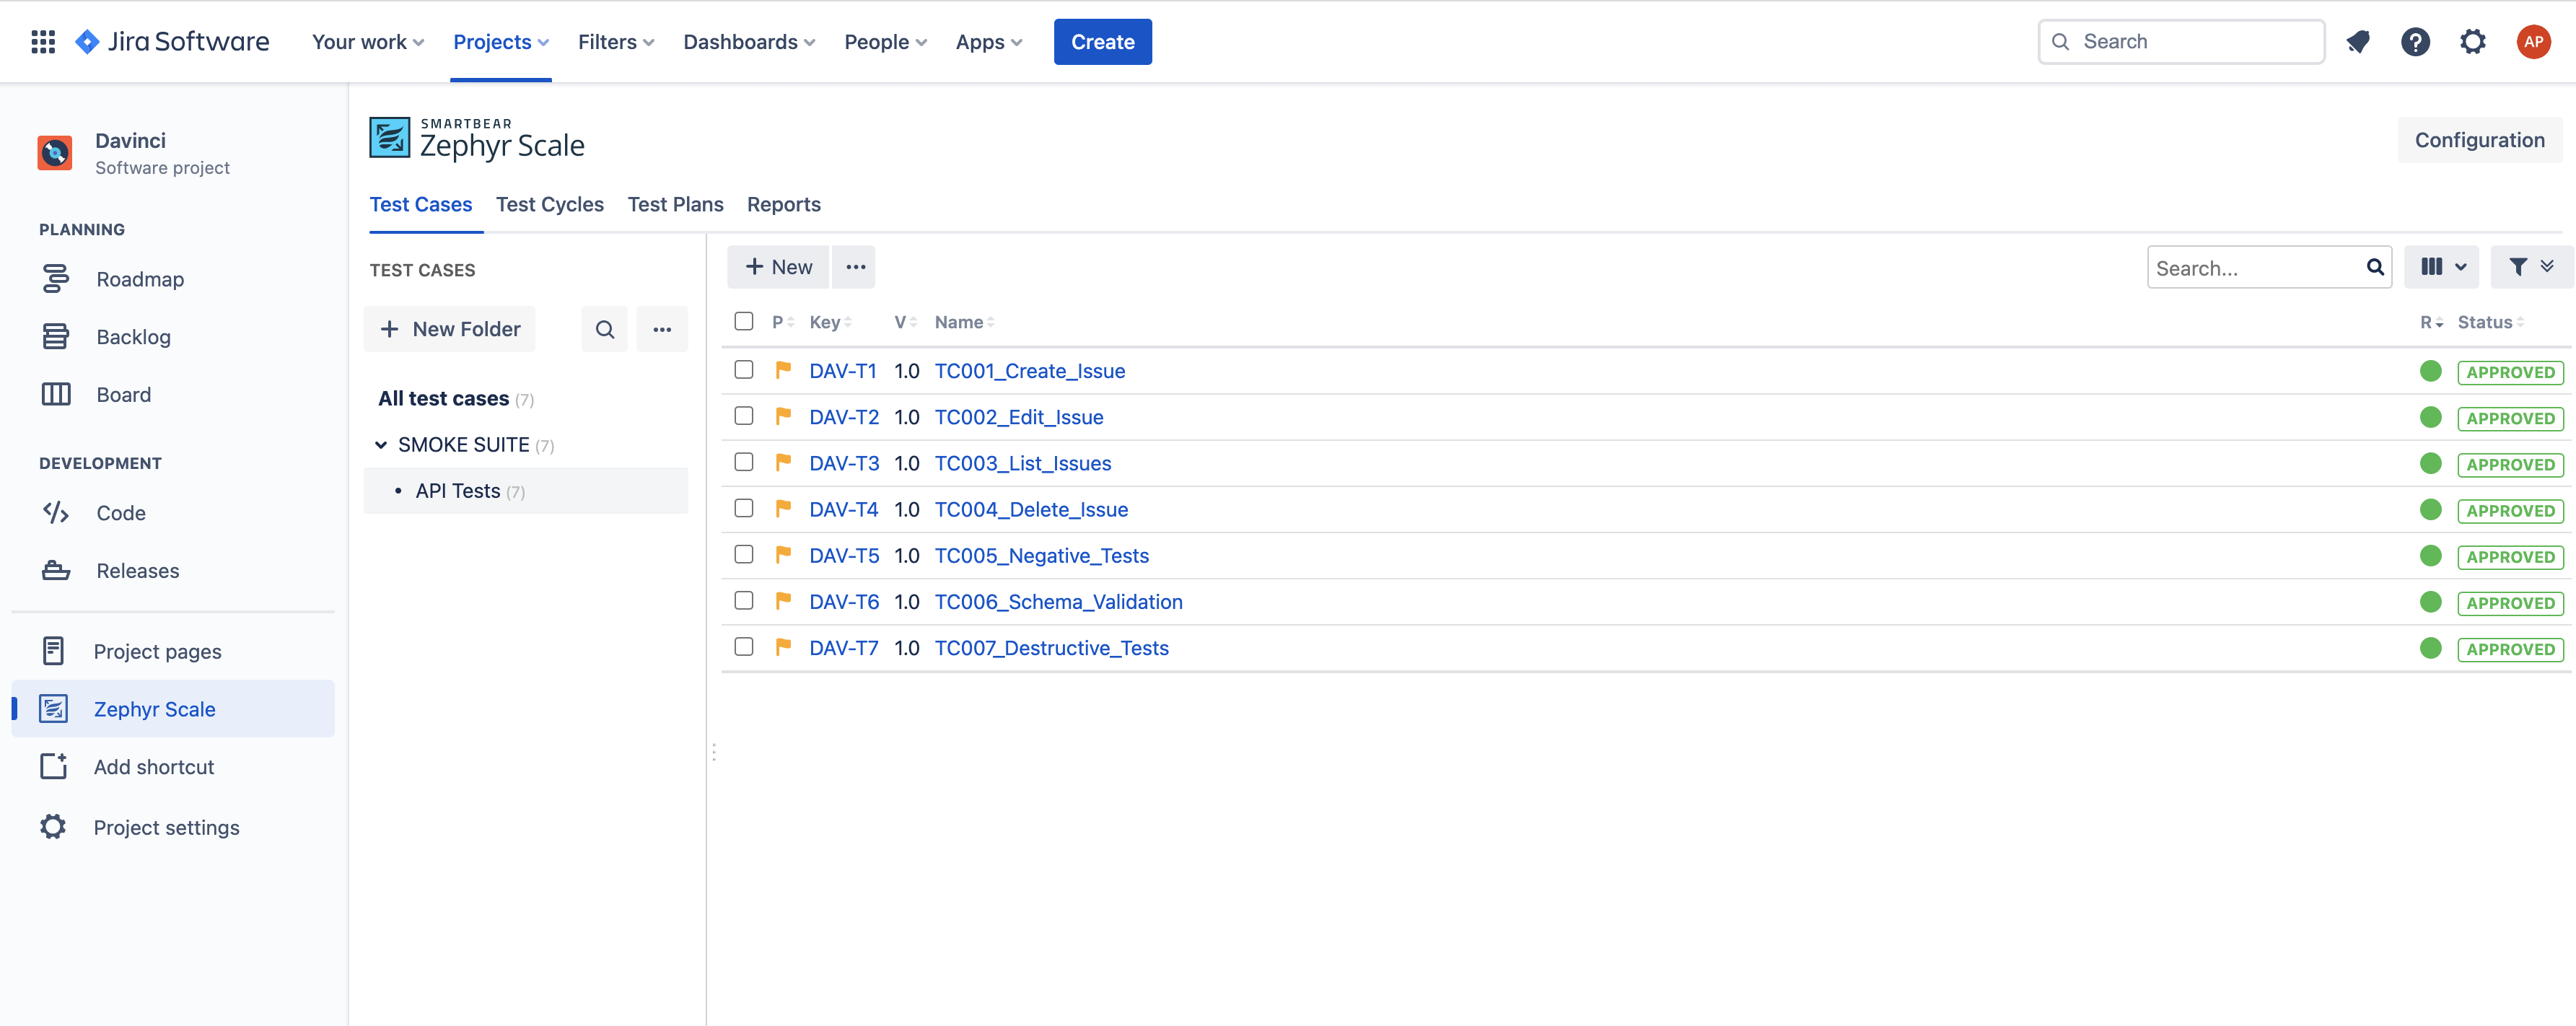 Jira Software Your work Projects Filters Dashboards People Apps Create Search AP
Davinci
Software project
PLANNING
Roadmap
Backlog
Board
DEVELOPMENT
Code
Releases
Project pages
Zephyr Scale
Add shortcut
Project settings
SMARTBEAR
Zephyr Scale
Configuration
Test Cases Test Cycles Test Plans Reports
TEST CASES
+ New Folder
All test cases (7)
SMOKE SUITE (7)
• API Tests (7)
+ New Search...
P Key V Name R Status
DAV-T1 1.0 TC001_Create_Issue APPROVED
DAV-T2 1.0 TC002_Edit_Issue APPROVED
DAV-T3 1.0 TC003_List_Issues APPROVED
DAV-T4 1.0 TC004_Delete_Issue APPROVED
DAV-T5 1.0 TC005_Negative_Tests APPROVED
DAV-T6 1.0 TC006_Schema_Validation APPROVED
DAV-T7 1.0 TC007_Destructive_Tests APPROVED